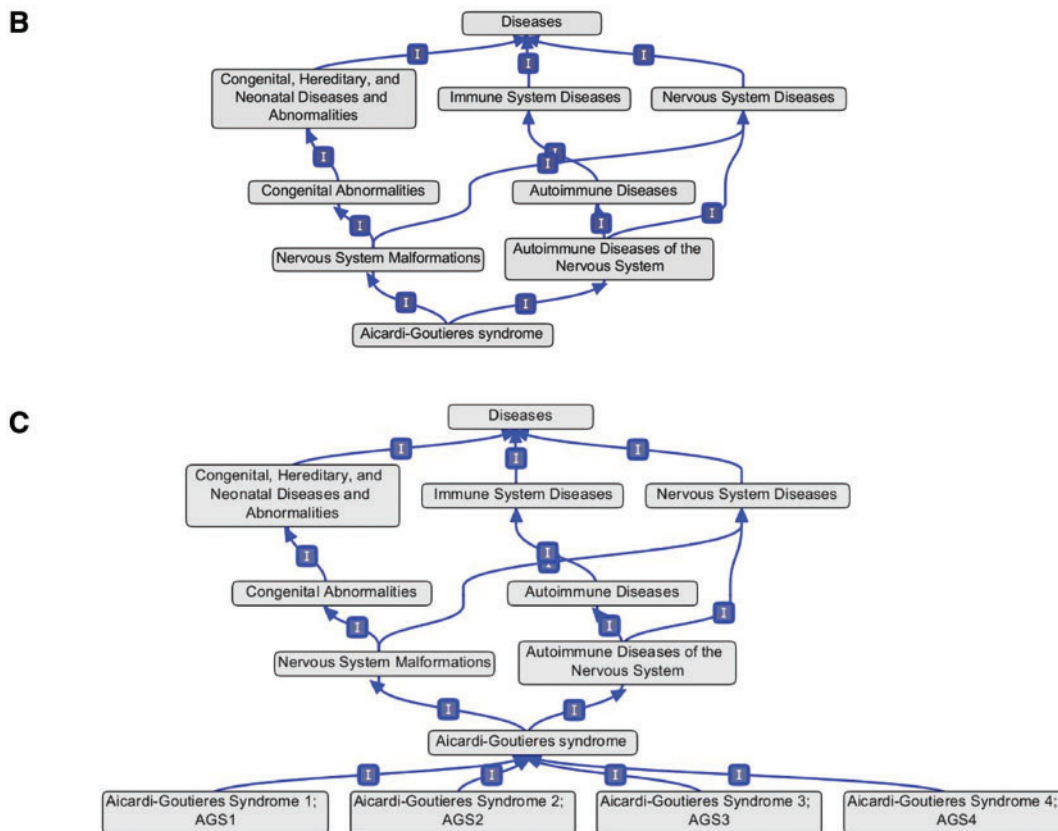 B
Diseases
I I I
Congenital, Hereditary, and
Neonatal Diseases and
Abnormalities
Immune System Diseases
Nervous System Diseases
I I I
Congenital Abnormalities
Autoimmune Diseases
I I I
Nervous System Malformations
Autoimmune Diseases of the
Nervous System
I I
Aicardi-Goutieres syndrome
C
Diseases
I I I
Congenital, Hereditary, and
Neonatal Diseases and
Abnormalities
Immune System Diseases
Nervous System Diseases
I I
Congenital Abnormalities
Autoimmune Diseases
I I I
Nervous System Malformations
Autoimmune Diseases of the
Nervous System
I I
Aicardi-Goutieres syndrome
I I I I
Aicardi-Goutieres Syndrome 1;
AGS1
Aicardi-Goutieres Syndrome 2;
AGS2
Aicardi-Goutieres Syndrome 3;
AGS3
Aicardi-Goutieres Syndrome 4;
AGS4